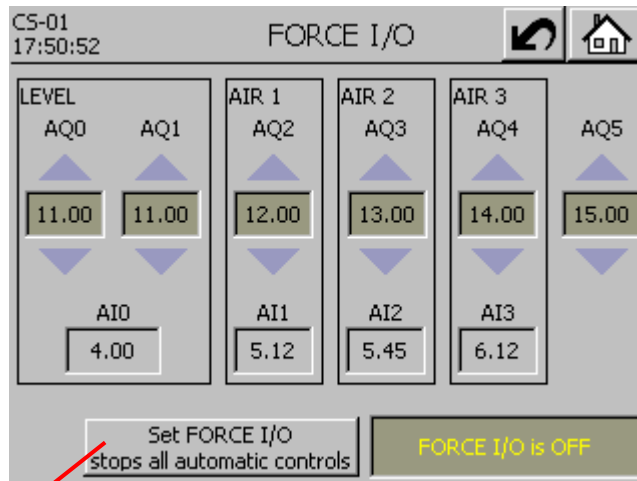 CS-01
17:50:52
FORCE I/O
LEVEL
AQ0 AQ1
11.00 11.00
AI0
4.00
AIR 1
AQ2
12.00
AI1
5.12
AIR 2
AQ3
13.00
AI2
5.45
AIR 3
AQ4
14.00
AI3
6.12
AQ5
15.00
Set FORCE I/O
stops all automatic controls
FORCE I/O is OFF